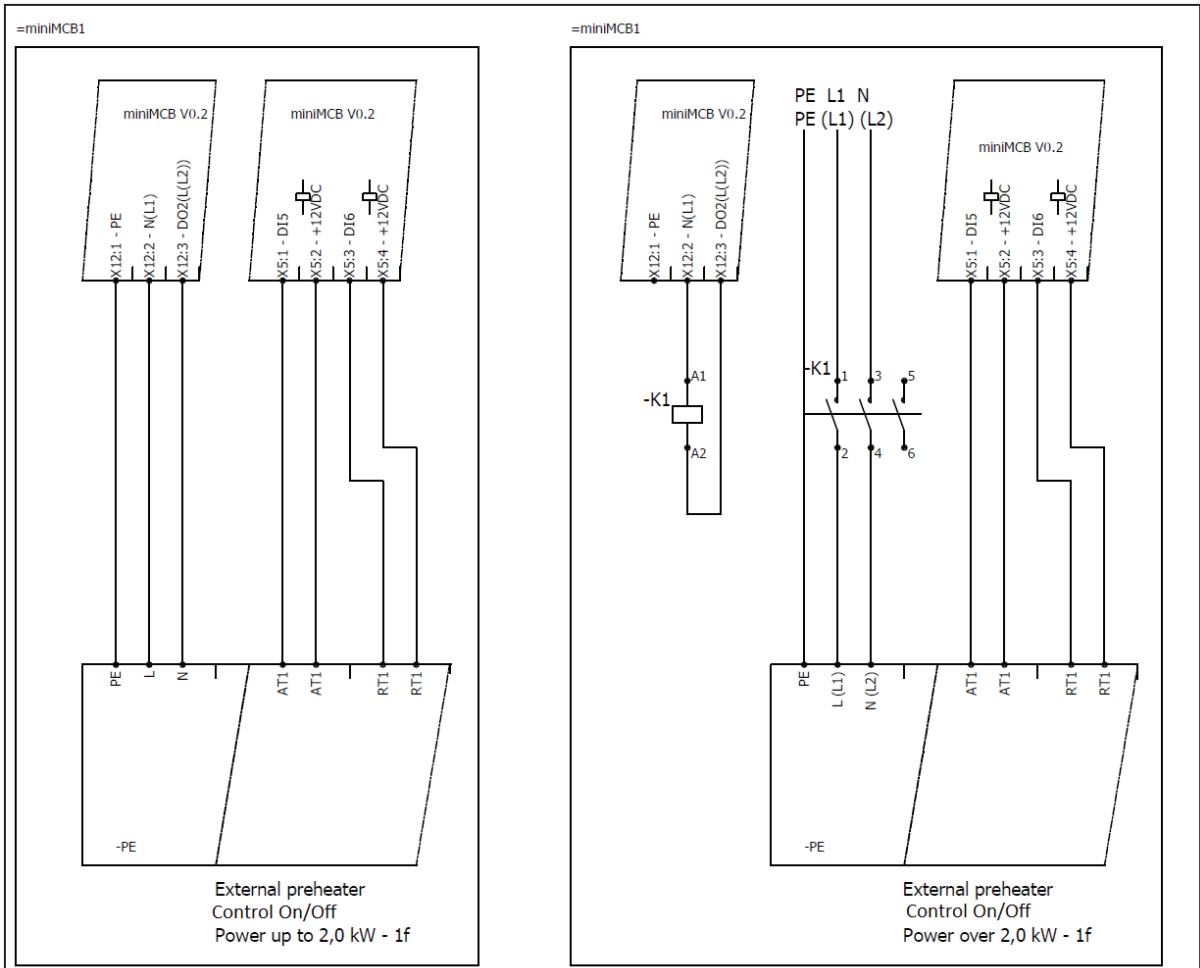 =miniMCB1
miniMCB V0.2
miniMCB V0.2
X12:1 - PE
X12:2 - N(L1)
X12:3 - DO2(L(L2))
X5:1 - DI5
X5:2 - +12VDC
X5:3 - DI6
X5:4 - +12VDC
PE
L
N
AT1
AT1
RT1
RT1
-PE
External preheater
Control On/Off
Power up to 2,0 kW - 1f
=miniMCB1
miniMCB V0.2
PE L1 N
PE (L1) (L2)
miniMCB V0.2
X12:1 - PE
X12:2 - N(L1)
X12:3 - DO2(L(L2))
X5:1 - DI5
X5:2 - +12VDC
X5:3 - DI6
X5:4 - +12VDC
-K1
A1
A2
-K1
1
3
5
2
4
6
PE
L (L1)
N (L2)
AT1
AT1
RT1
RT1
-PE
External preheater
Control On/Off
Power over 2,0 kW - 1f